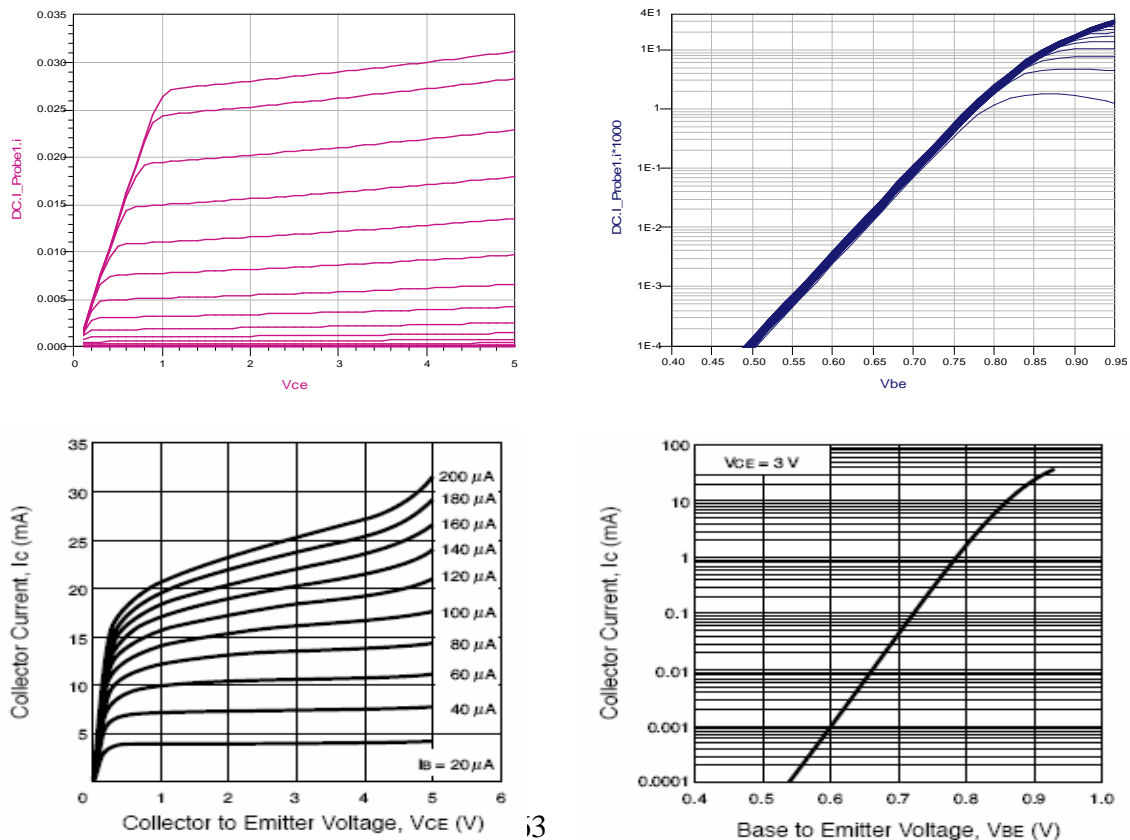 0.035
0.030
0.025
0.020
0.015
0.010
0.005
0.000
DC.I_Probe1.i
0 1 2 3 4 5
Vce
4E1
1E1
1
1E-1
1E-2
1E-3
1E-4
DC.I_Probe1.i*1000
0.40 0.45 0.50 0.55 0.60 0.65 0.70 0.75 0.80 0.85 0.90 0.95
Vbe
35
30
25
20
15
10
5
Collector Current, IC (mA)
200 µA
180 µA
160 µA
140 µA
120 µA
100 µA
80 µA
60 µA
40 µA
IB = 20 µA
0 1 2 3 4 5 6
Collector to Emitter Voltage, VCE (V)
53
100
10
1
0.1
0.01
0.001
0.0001
Collector Current, IC (mA)
VCE = 3 V
0.4 0.5 0.6 0.7 0.8 0.9 1.0
Base to Emitter Voltage, VBE (V)